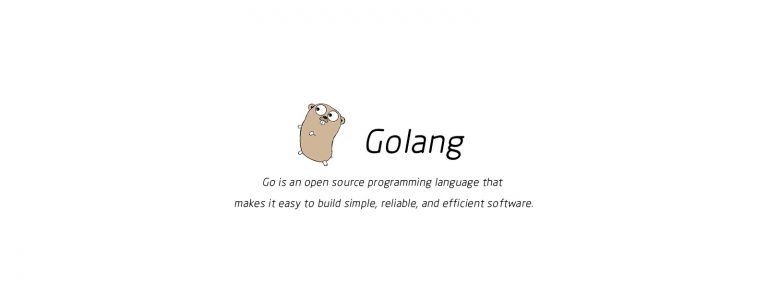 Golang
Go is an open source programming language that
makes it easy to build simple, reliable, and efficient software.